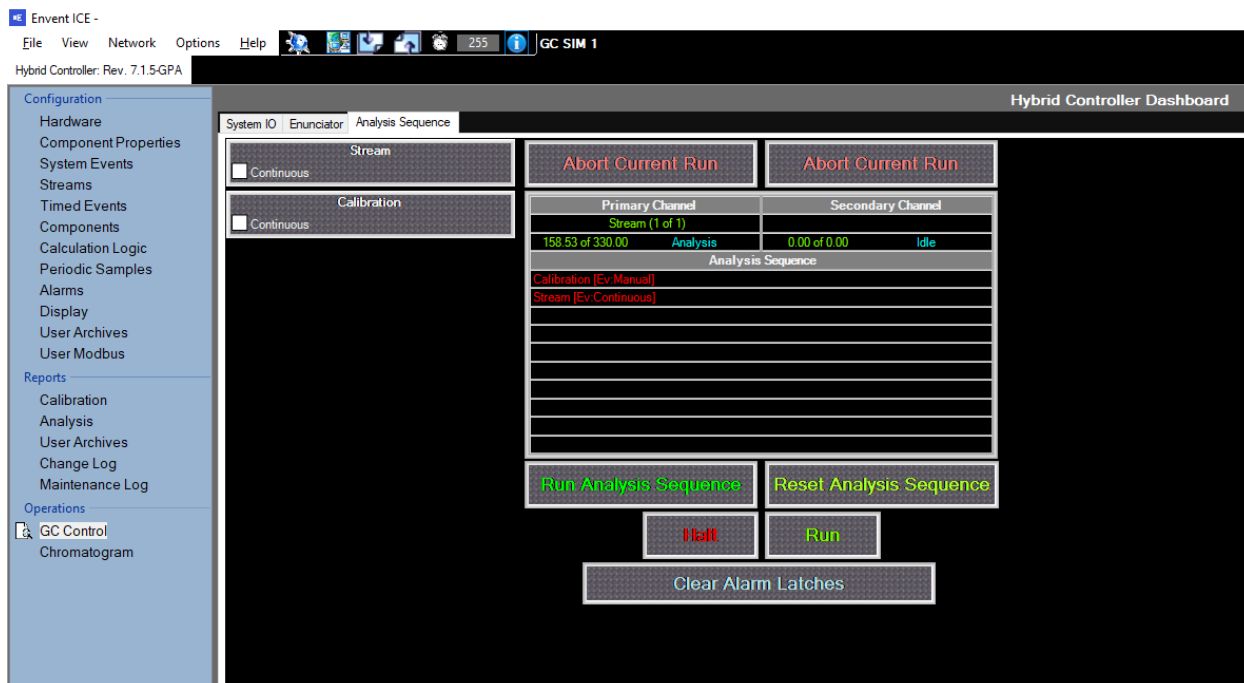 Envent ICE -
File View Network Options Help 255 GC SIM 1
Hybrid Controller: Rev. 7.1.5-GPA
Configuration
Hardware
Component Properties
System Events
Streams
Timed Events
Components
Calculation Logic
Periodic Samples
Alarms
Display
User Archives
User Modbus
Reports
Calibration
Analysis
User Archives
Change Log
Maintenance Log
Operations
GC Control
Chromatogram
Hybrid Controller Dashboard
System IO Enunciator Analysis Sequence
Stream
Continuous
Calibration
Continuous
Abort Current Run Abort Current Run
Primary Channel Secondary Channel
Stream (1 of 1)
158.53 of 330.00 Analysis 0.00 of 0.00 Idle
Analysis Sequence
Calibration [Ev:Manual]
Stream [Ev:Continuous]
Run Analysis Sequence Reset Analysis Sequence
Halt Run
Clear Alarm Latches